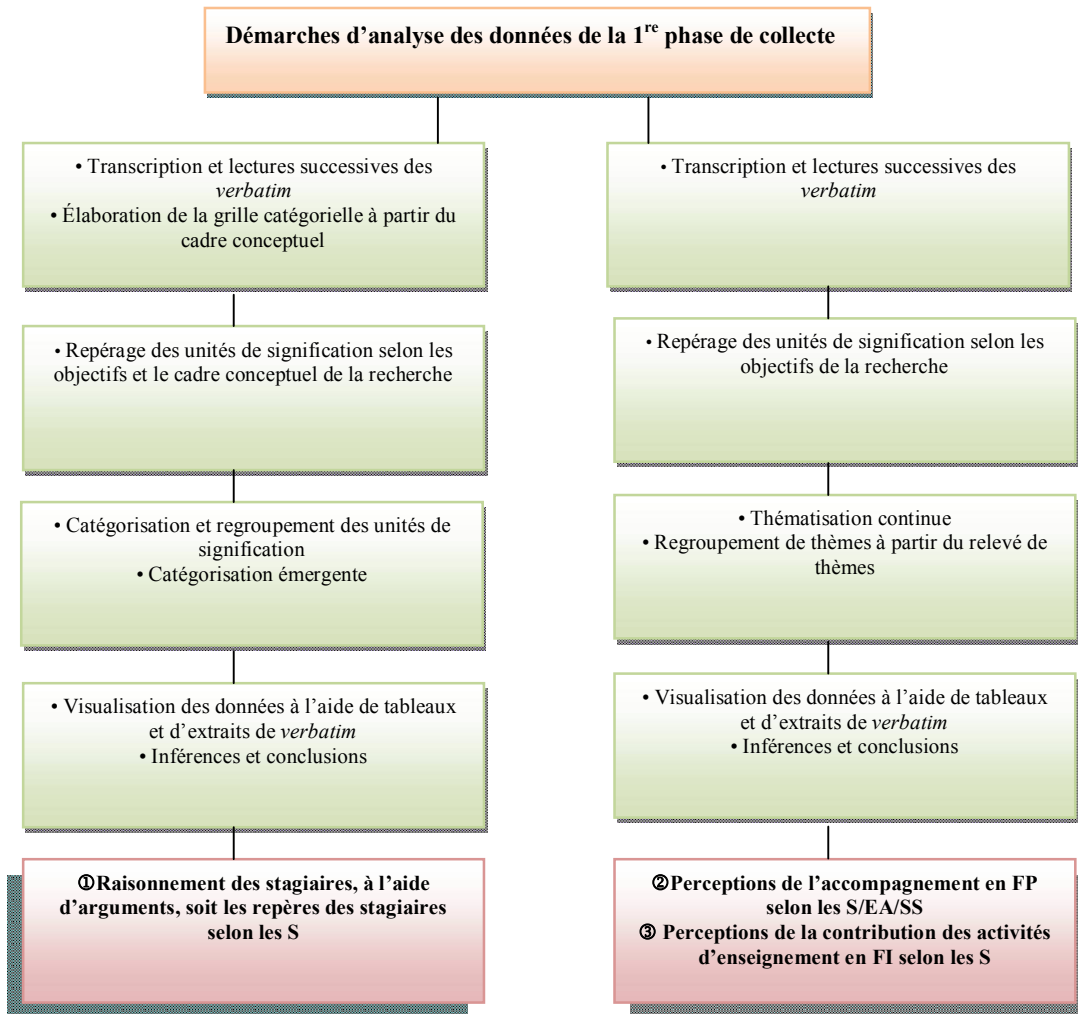 Démarches d’analyse des données de la 1re phase de collecte
• Transcription et lectures successives des
verbatim
• Élaboration de la grille catégorielle à partir du
cadre conceptuel
• Repérage des unités de signification selon les
objectifs et le cadre conceptuel de la recherche
• Catégorisation et regroupement des unités de
signification
• Catégorisation émergente
• Visualisation des données à l’aide de tableaux
et d’extraits de verbatim
• Inférences et conclusions
①Raisonnement des stagiaires, à l’aide
d’arguments, soit les repères des stagiaires
selon les S
• Transcription et lectures successives des
verbatim
• Repérage des unités de signification selon les
objectifs de la recherche
• Thématisation continue
• Regroupement de thèmes à partir du relevé de
thèmes
• Visualisation des données à l’aide de tableaux
et d’extraits de verbatim
• Inférences et conclusions
②Perceptions de l’accompagnement en FP
selon les S/EA/SS
③ Perceptions de la contribution des activités
d’enseignement en FI selon les S